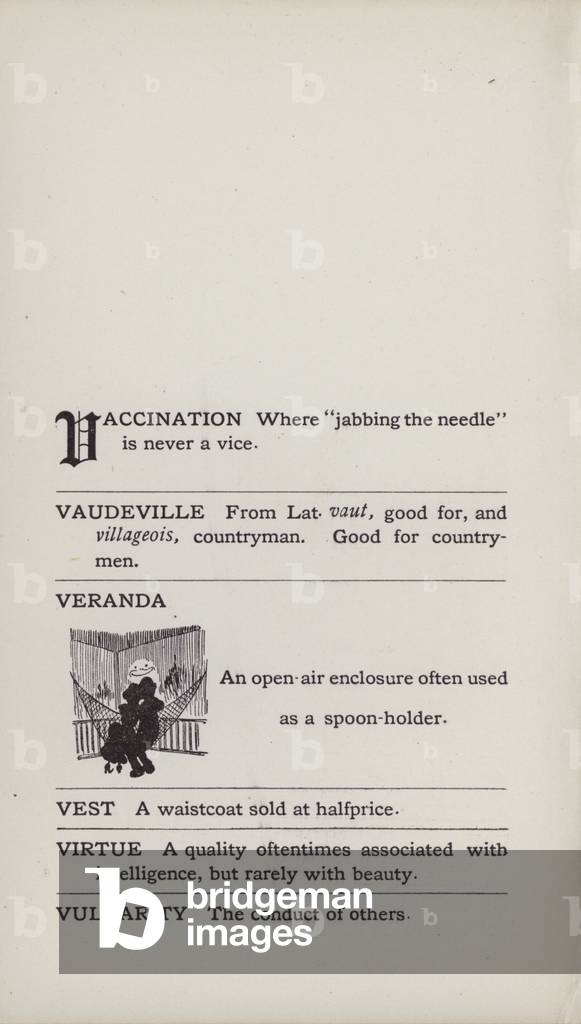 VACCINATION Where "jabbing the needle"
is never a vice.
VAUDEVILLE From Lat. vaut, good for, and
villageois, countryman. Good for country-
men.
VERANDA
An open-air enclosure often used
as a spoon-holder.
VEST A waistcoat sold at halfprice.
VIRTUE A quality oftentimes associated with
intelligence, but rarely with beauty.
VULGARITY The conduct of others.
b bridgeman
images